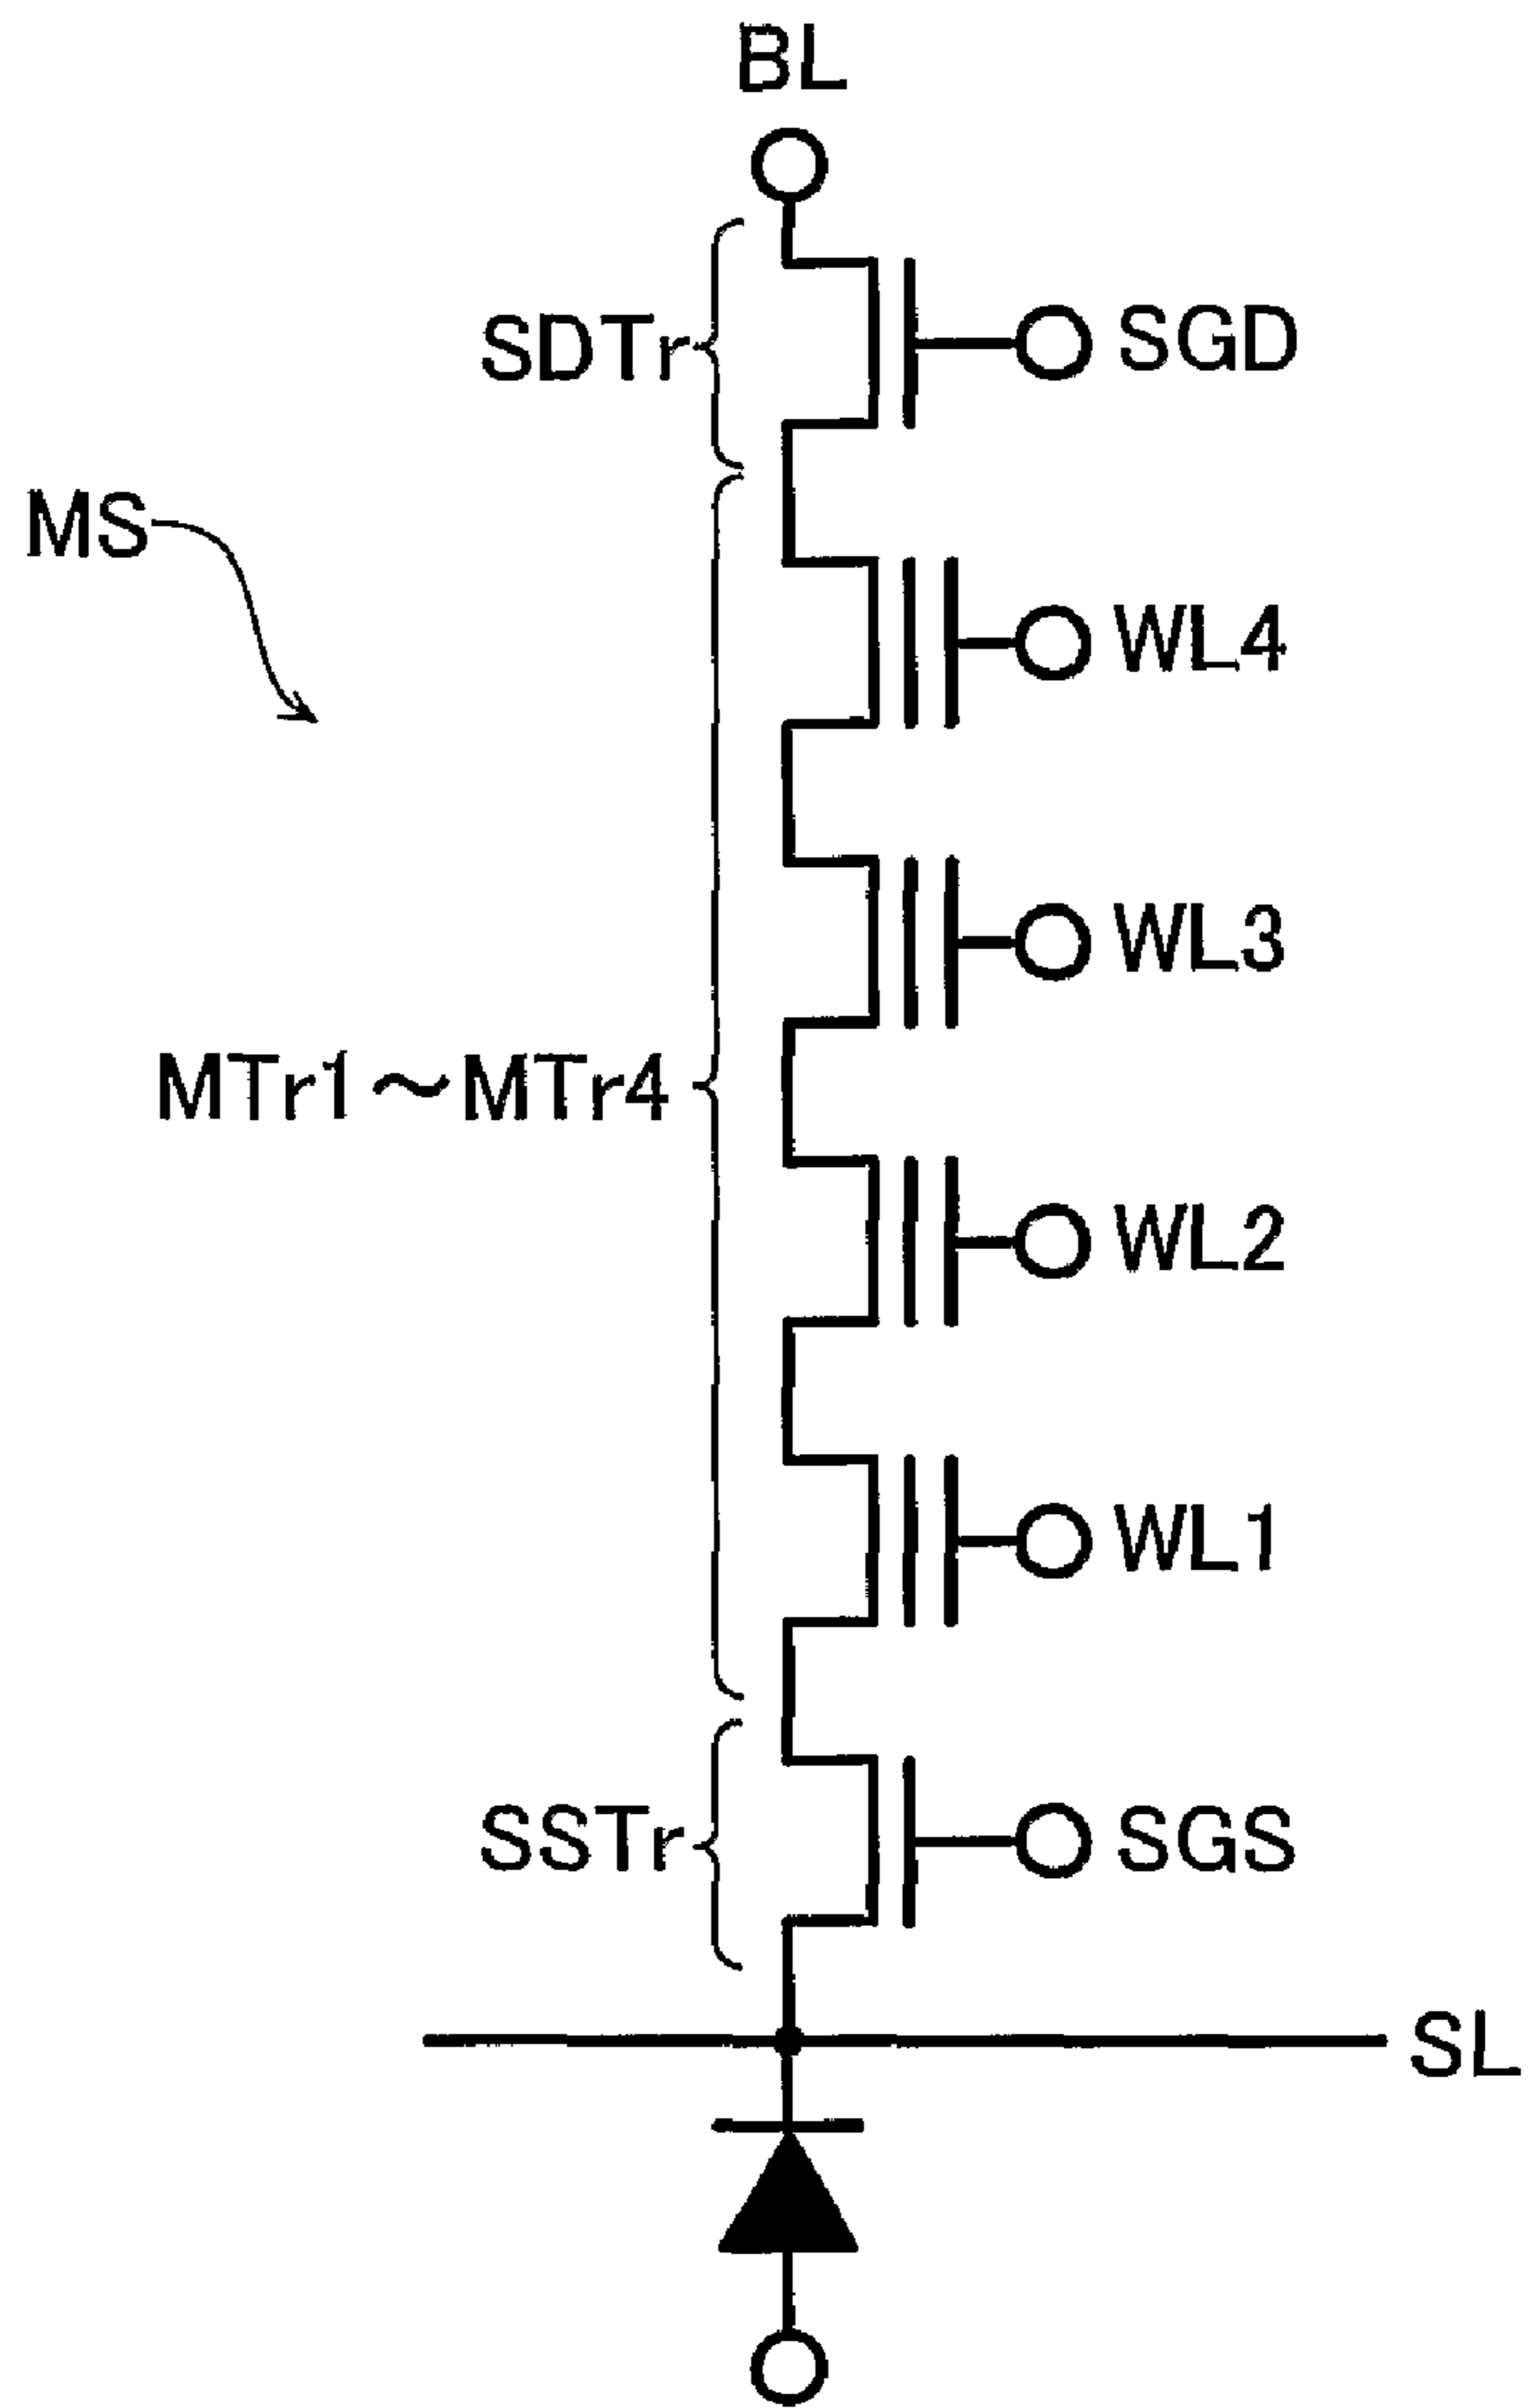 BL
SDTr
SGD
MS
WL4
WL3
MTr1～MTr4
WL2
WL1
SSTr
SGS
SL